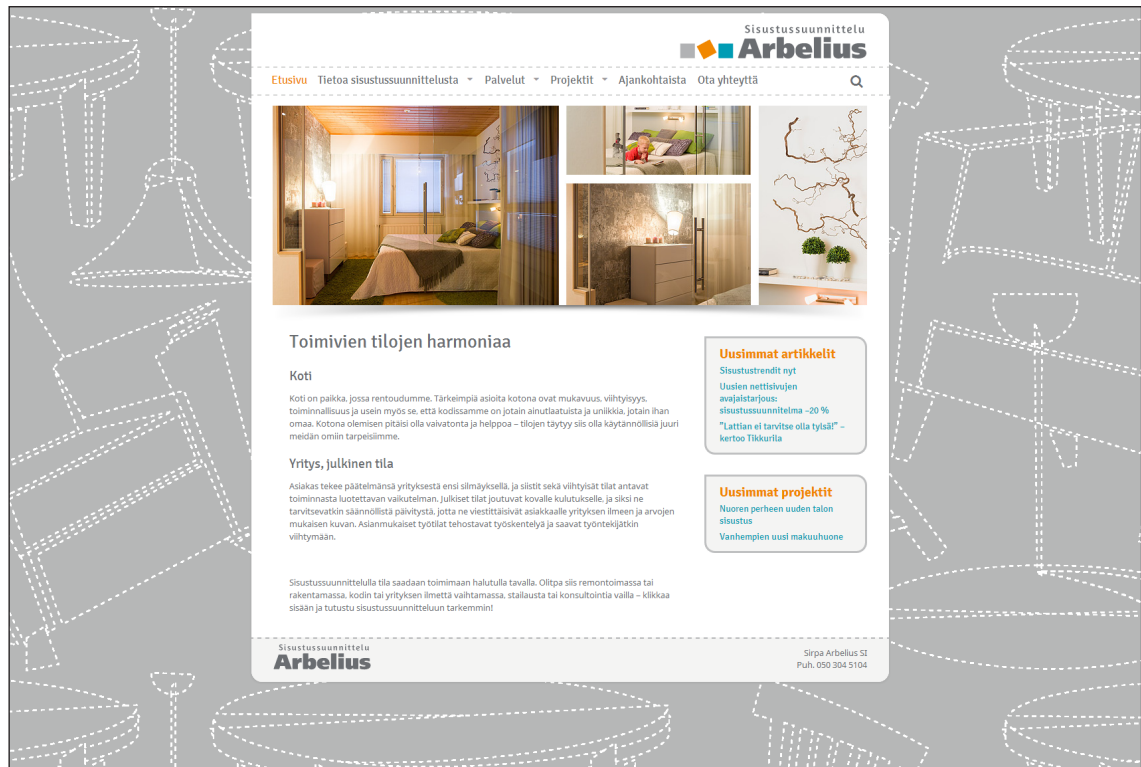 Sisustussuunnittelu
Arbelius
Etusivu Tietoa sisustussuunnittelusta Palvelut Projektit Ajankohtaista Ota yhteyttä
Toimivien tilojen harmoniaa
Koti
Koti on paikka, jossa rentoudumme. Tärkeimpiä asioita kotona ovat mukavuus, viihtyisyys,
toiminnallisuus ja usein myös se, että kodissamme on jotain ainutlaatuista ja uniikkia, jotain ihan
omaa. Kotona olemisen pitäisi olla vaivatonta ja helppoa – tilojen täytyy siis olla käytännöllisiä juuri
meidän omiin tarpeisiimme.
Yritys, julkinen tila
Asiakas tekee päätelmänsä yrityksestä ensi silmäyksellä, ja siistit sekä viihtyisät tilat antavat
toiminnasta luotettavan vaikutelman. Julkiset tilat joutuvat kovalle kulutukselle, ja siksi ne
tarvitsevatkin säännöllistä päivitystä, jotta ne viestittäisivät asiakkaalle yrityksen ilmeen ja arvojen
mukaisen kuvan. Asianmukaiset työtilat tehostavat työskentelyä ja saavat työntekijätkin
viihtymään.
Sisustussuunnittelulla tila saadaan toimimaan halutulla tavalla. Olitpa siis remontoimassa tai
rakentamassa, kodin tai yrityksen ilmettä vaihtamassa, stailausta tai konsultointia vailla – klikkaa
sisään ja tutustu sisustussuunnitteluun tarkemmin!
Uusimmat artikkelit
Sisustustrendit nyt
Uusien nettisivujen
avajaistarjous:
sisustussuunnitelma –20 %
”Lattian ei tarvitse olla tylsä!” –
kertoo Tikkurila
Uusimmat projektit
Nuoren perheen uuden talon
sisustus
Vanhempien uusi makuuhuone
Sisustussuunnittelu
Arbelius
Sirpa Arbelius SI
Puh. 050 304 5104